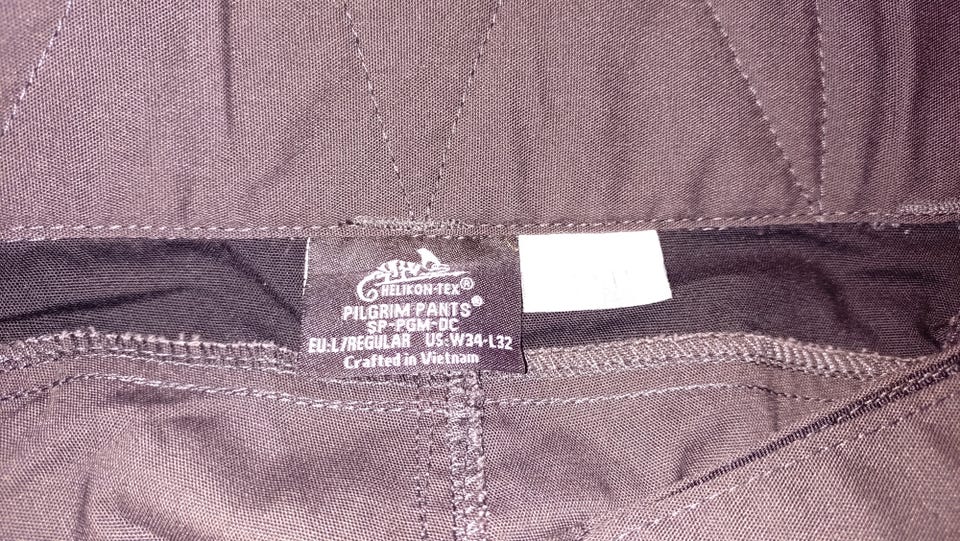 HELIKON-TEX®
PILGRIM PANTS®
SP-PGM-DC
EU-L/REGULAR US:W34-L32
Crafted in Vietnam